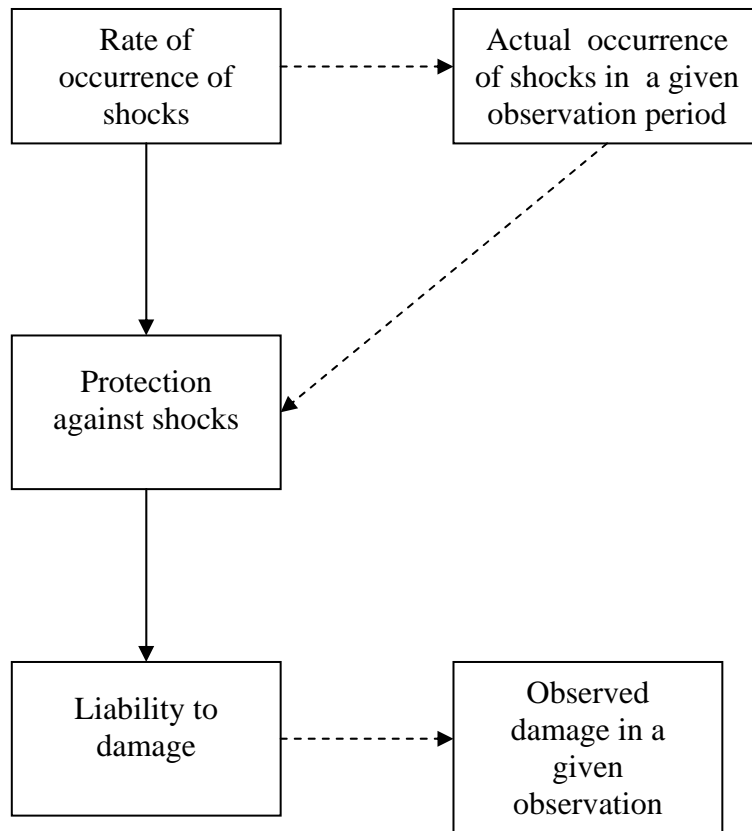 Rate of
occurrence of
shocks
Actual occurrence
of shocks in a given
observation period
Protection
against shocks
Liability to
damage
Observed
damage in a
given
observation